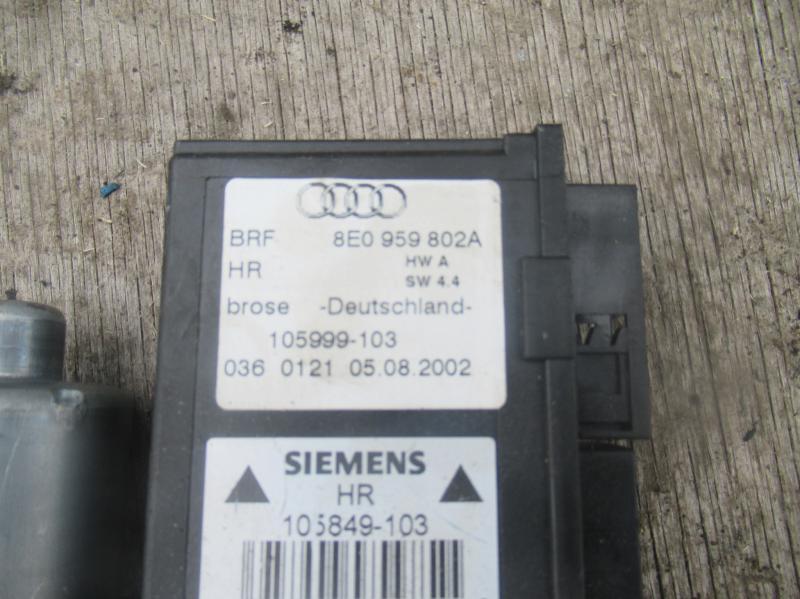 BRF 8E0 959 802A
HR HW A
SW 4.4
brose -Deutschland-
105999-103
036 0121 05.08.2002
SIEMENS
HR
105849-103